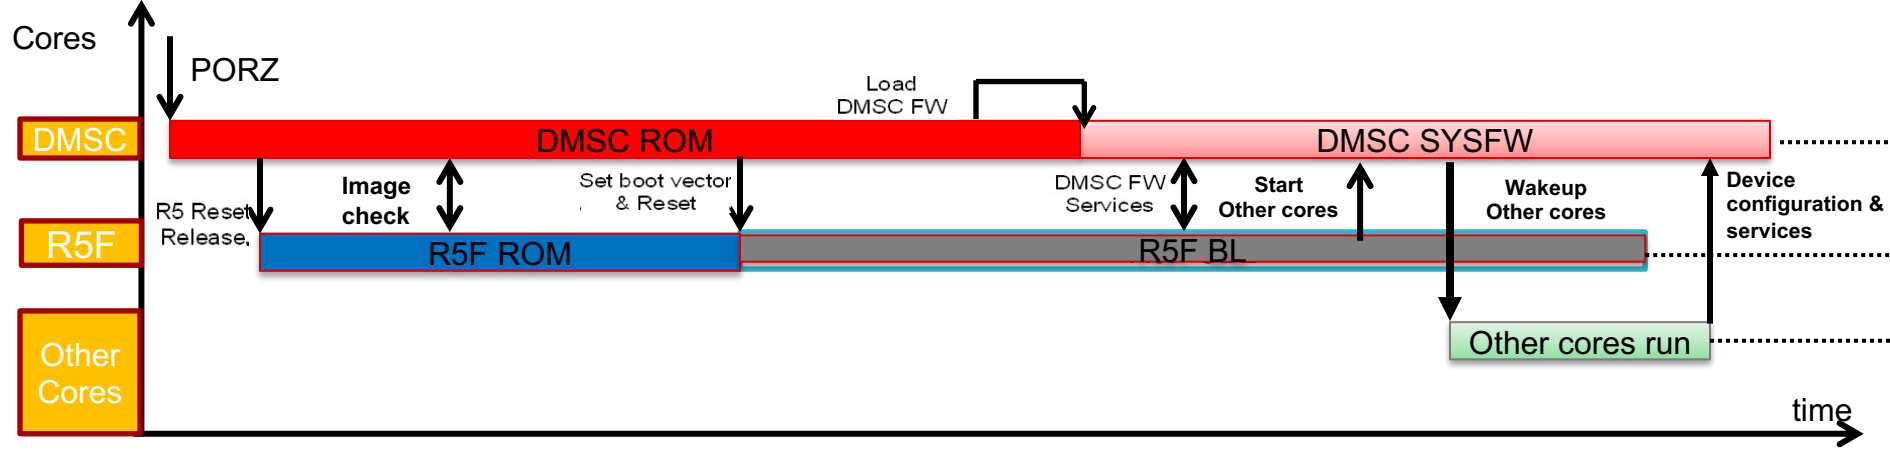 Cores
PORZ
Load
DMSC FW
DMSC
DMSC ROM
DMSC SYSFW
R5 Reset
Release,
Image
check
Set boot vector
& Reset
DMSC FW
Services
Start
Other cores
Wakeup
Other cores
Device
configuration &
services
R5F
R5F ROM
R5F BL
Other
Cores
Other cores run
time